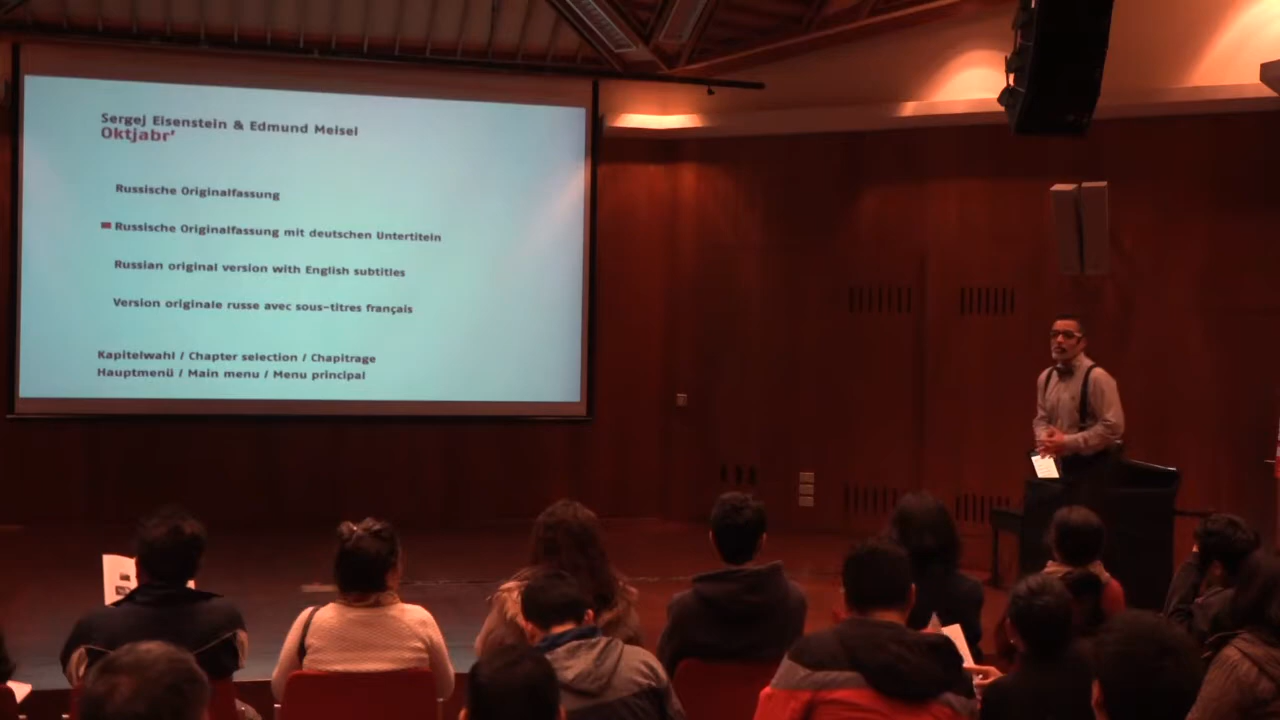 Sergej Eisenstein & Edmund Meisel
Oktjabr'
Russische Originalfassung
Russische Originalfassung mit deutschen Untertiteln
Russian original version with English subtitles
Version originale russe avec sous-titres français
Kapitelwahl / Chapter selection / Chapitrage
Hauptmenü / Main menu / Menu principal